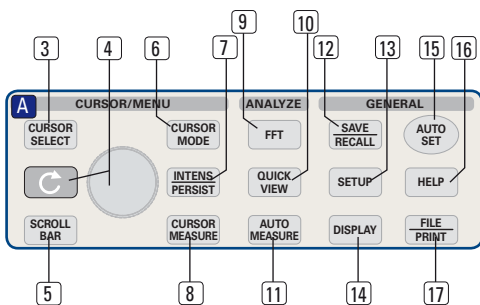 9 10
3 4 6 7 12 13 15 16
A CURSOR/MENU ANALYZE GENERAL
CURSOR
SELECT
CURSOR
MODE
FFT
SAVE
RECALL
AUTO
SET
INTENS
PERSIST
QUICK
VIEW
SETUP
HELP
SCROLL
BAR
CURSOR
MEASURE
AUTO
MEASURE
DISPLAY
FILE
PRINT
5 8 11 14 17